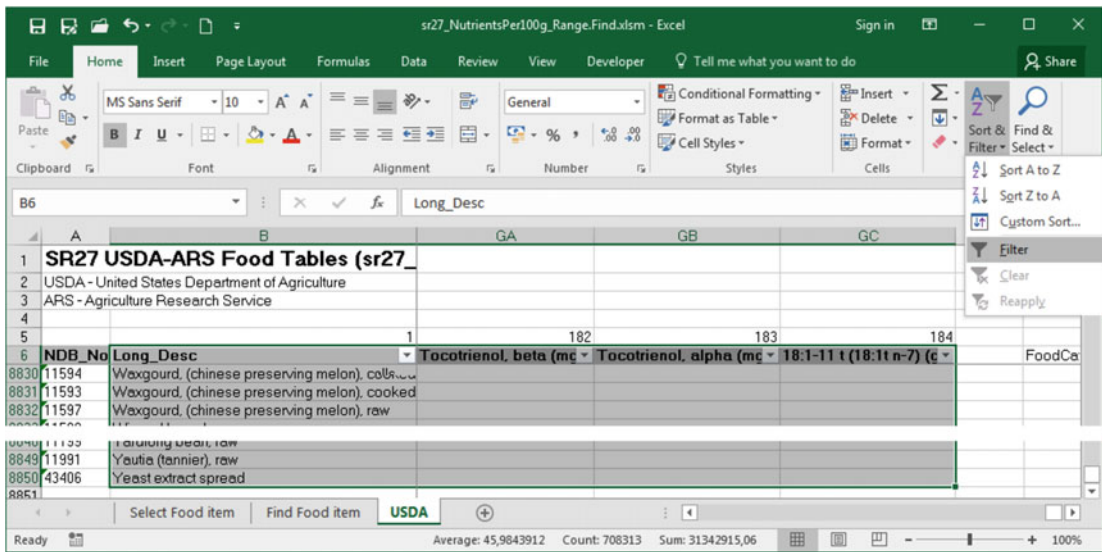 sr27_NutrientsPer100g_Range.Find.xlsm - Excel
Sign in
File Home Insert Page Layout Formulas Data Review View Developer Tell me what you want to do Share
Paste
Clipboard
MS Sans Serif 10 A A
B I U A
Font
Alignment
General
% ,
Number
Conditional Formatting
Format as Table
Cell Styles
Styles
Insert
Delete
Format
Cells
Sort & Filter
Find & Select
Sort A to Z
Sort Z to A
Custom Sort...
Filter
Clear
Reapply
B6 fx Long_Desc
A B GA GB GC
1 SR27 USDA-ARS Food Tables (sr27_
2 USDA - United States Department of Agriculture
3 ARS - Agriculture Research Service
4
5 1 182 183 184
6 NDB_No Long_Desc Tocotrienol, beta (mg Tocotrienol, alpha (mg 18:1-11 t (18:1t n-7) (g FoodCa
8830 11594 Waxgourd, (chinese preserving melon),
8831 11593 Waxgourd, (chinese preserving melon), cooked
8832 11597 Waxgourd, (chinese preserving melon), raw
8849 11991 Yautia (tannier), raw
8850 43406 Yeast extract spread
8851
Select Food item Find Food item USDA
Ready Average: 45,9843912 Count: 708313 Sum: 31342915,06 100%